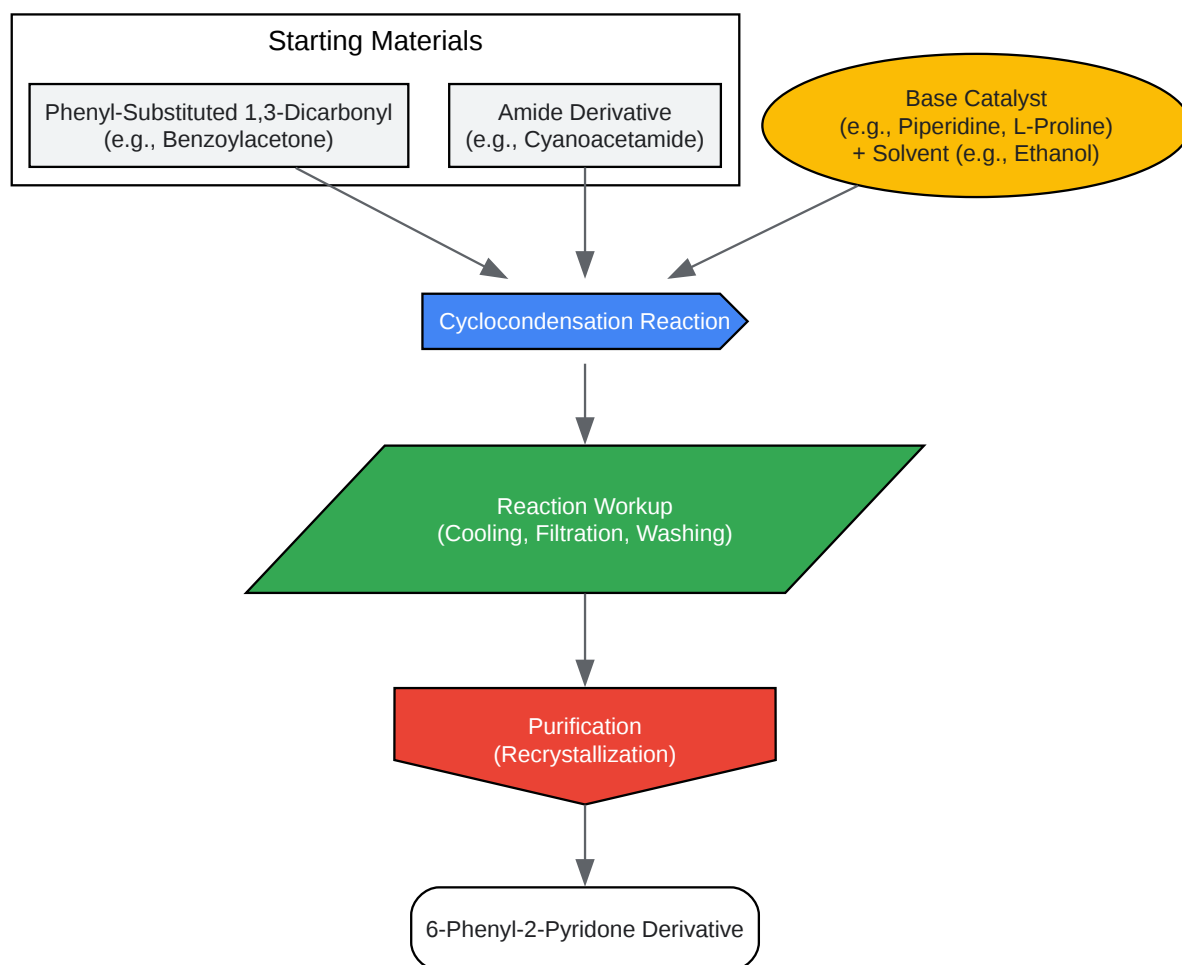 Starting Materials
Phenyl-Substituted 1,3-Dicarbonyl
(e.g., Benzoylacetone)
Amide Derivative
(e.g., Cyanoacetamide)
Base Catalyst
(e.g., Piperidine, L-Proline)
+ Solvent (e.g., Ethanol)
Cyclocondensation Reaction
Reaction Workup
(Cooling, Filtration, Washing)
Purification
(Recrystallization)
6-Phenyl-2-Pyridone Derivative